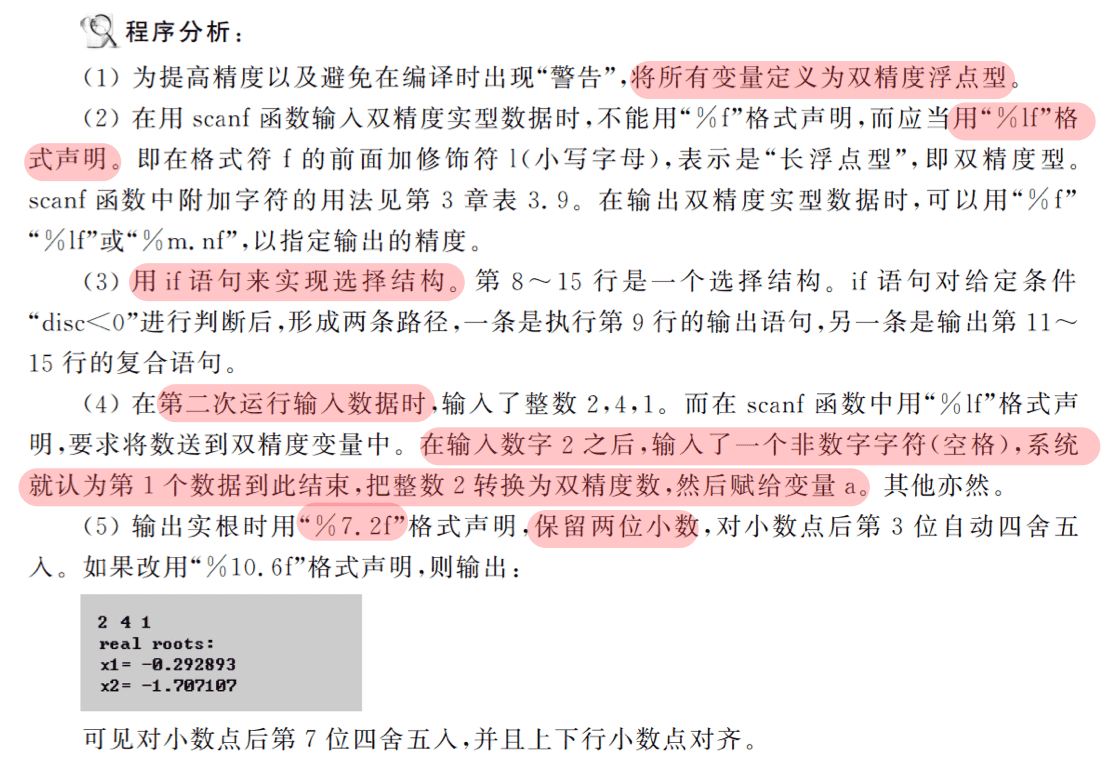 程序分析：
(1) 为提高精度以及避免在编译时出现“警告”，将所有变量定义为双精度浮点型。
(2) 在用 scanf 函数输入双精度实型数据时，不能用“%f”格式声明，而应当用“%lf”格
式声明。即在格式符 f 的前面加修饰符 l(小写字母)，表示是“长浮点型”，即双精度型。
scanf 函数中附加字符的用法见第 3 章表 3.9。在输出双精度实型数据时，可以用“%f”
“%lf”或“%m.nf”，以指定输出的精度。
(3) 用 if 语句来实现选择结构。第 8～15 行是一个选择结构。if 语句对给定条件
“disc<0”进行判断后，形成两条路径，一条是执行第 9 行的输出语句，另一条是输出第 11～
15 行的复合语句。
(4) 在第二次运行输入数据时，输入了整数 2，4，1。而在 scanf 函数中用“%lf”格式声
明，要求将数送到双精度变量中。在输入数字 2 之后，输入了一个非数字字符(空格)，系统
就认为第 1 个数据到此结束，把整数 2 转换为双精度数，然后赋给变量 a。其他亦然。
(5) 输出实根时用“%7.2f”格式声明，保留两位小数，对小数点后第 3 位自动四舍五
入。如果改用“%10.6f”格式声明，则输出：
2 4 1
real roots:
x1= -0.292893
x2= -1.707107
可见对小数点后第 7 位四舍五入，并且上下行小数点对齐。